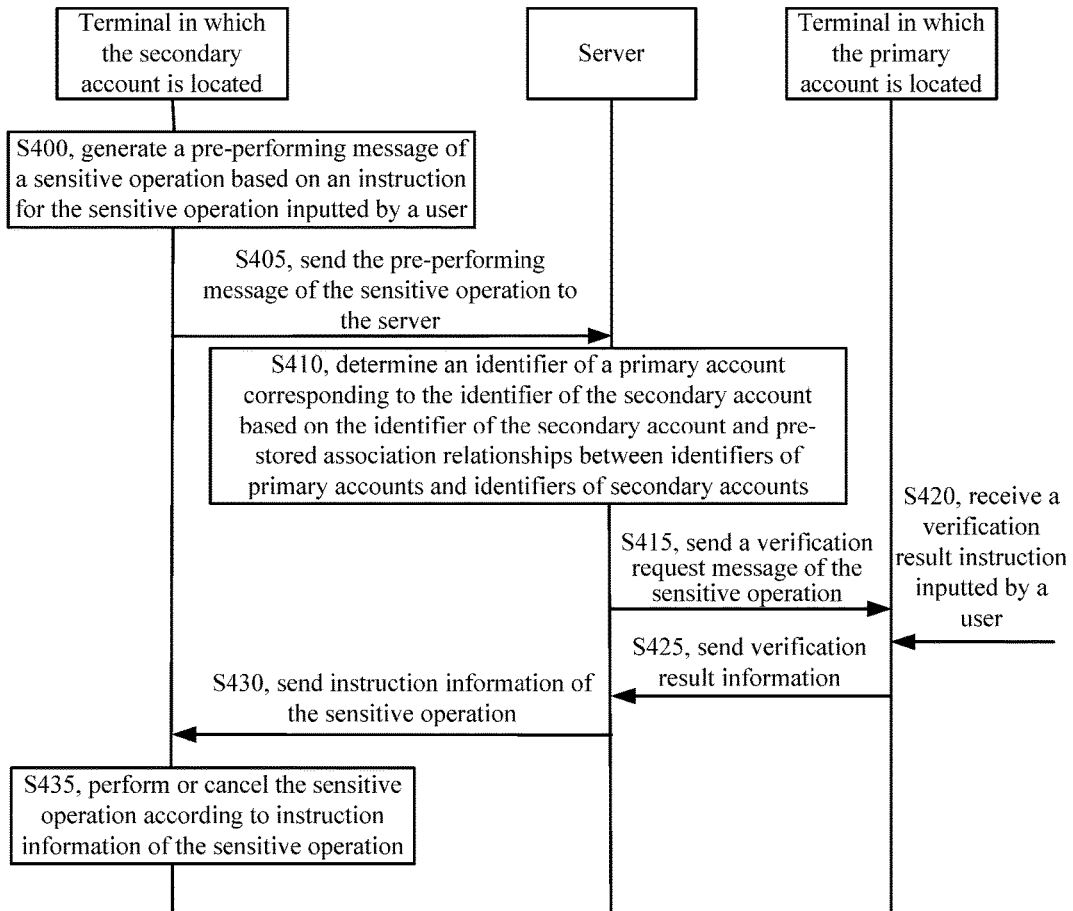 Terminal in which
the secondary
account is located
Server
Terminal in which
the primary
account is located
S400, generate a pre-performing message of
a sensitive operation based on an instruction
for the sensitive operation inputted by a user
S405, send the pre-performing
message of the sensitive operation to
the server
S410, determine an identifier of a primary account
corresponding to the identifier of the secondary account
based on the identifier of the secondary account and pre-
stored association relationships between identifiers of
primary accounts and identifiers of secondary accounts
S415, send a verification
request message of the
sensitive operation
S420, receive a
verification
result instruction
inputted by a
user
S425, send verification
result information
S430, send instruction information of
the sensitive operation
S435, perform or cancel the sensitive
operation according to instruction
information of the sensitive operation